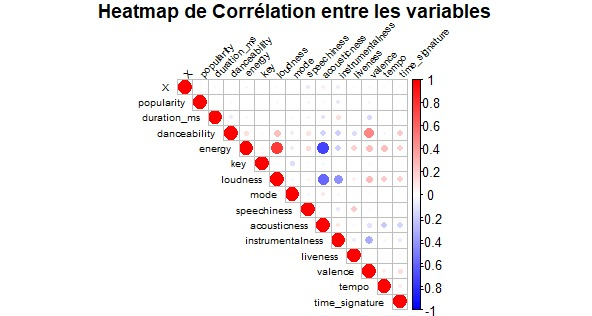 Heatmap de Corrélation entre les variables
X
popularity
duration_ms
danceability
energy
key
loudness
mode
speechiness
acousticness
instrumentalness
liveness
valence
tempo
time_signature
X
popularity
duration_ms
danceability
energy
key
loudness
mode
speechiness
acousticness
instrumentalness
liveness
valence
tempo
time_signature
1
0.8
0.6
0.4
0.2
0
-0.2
-0.4
-0.6
-0.8
-1